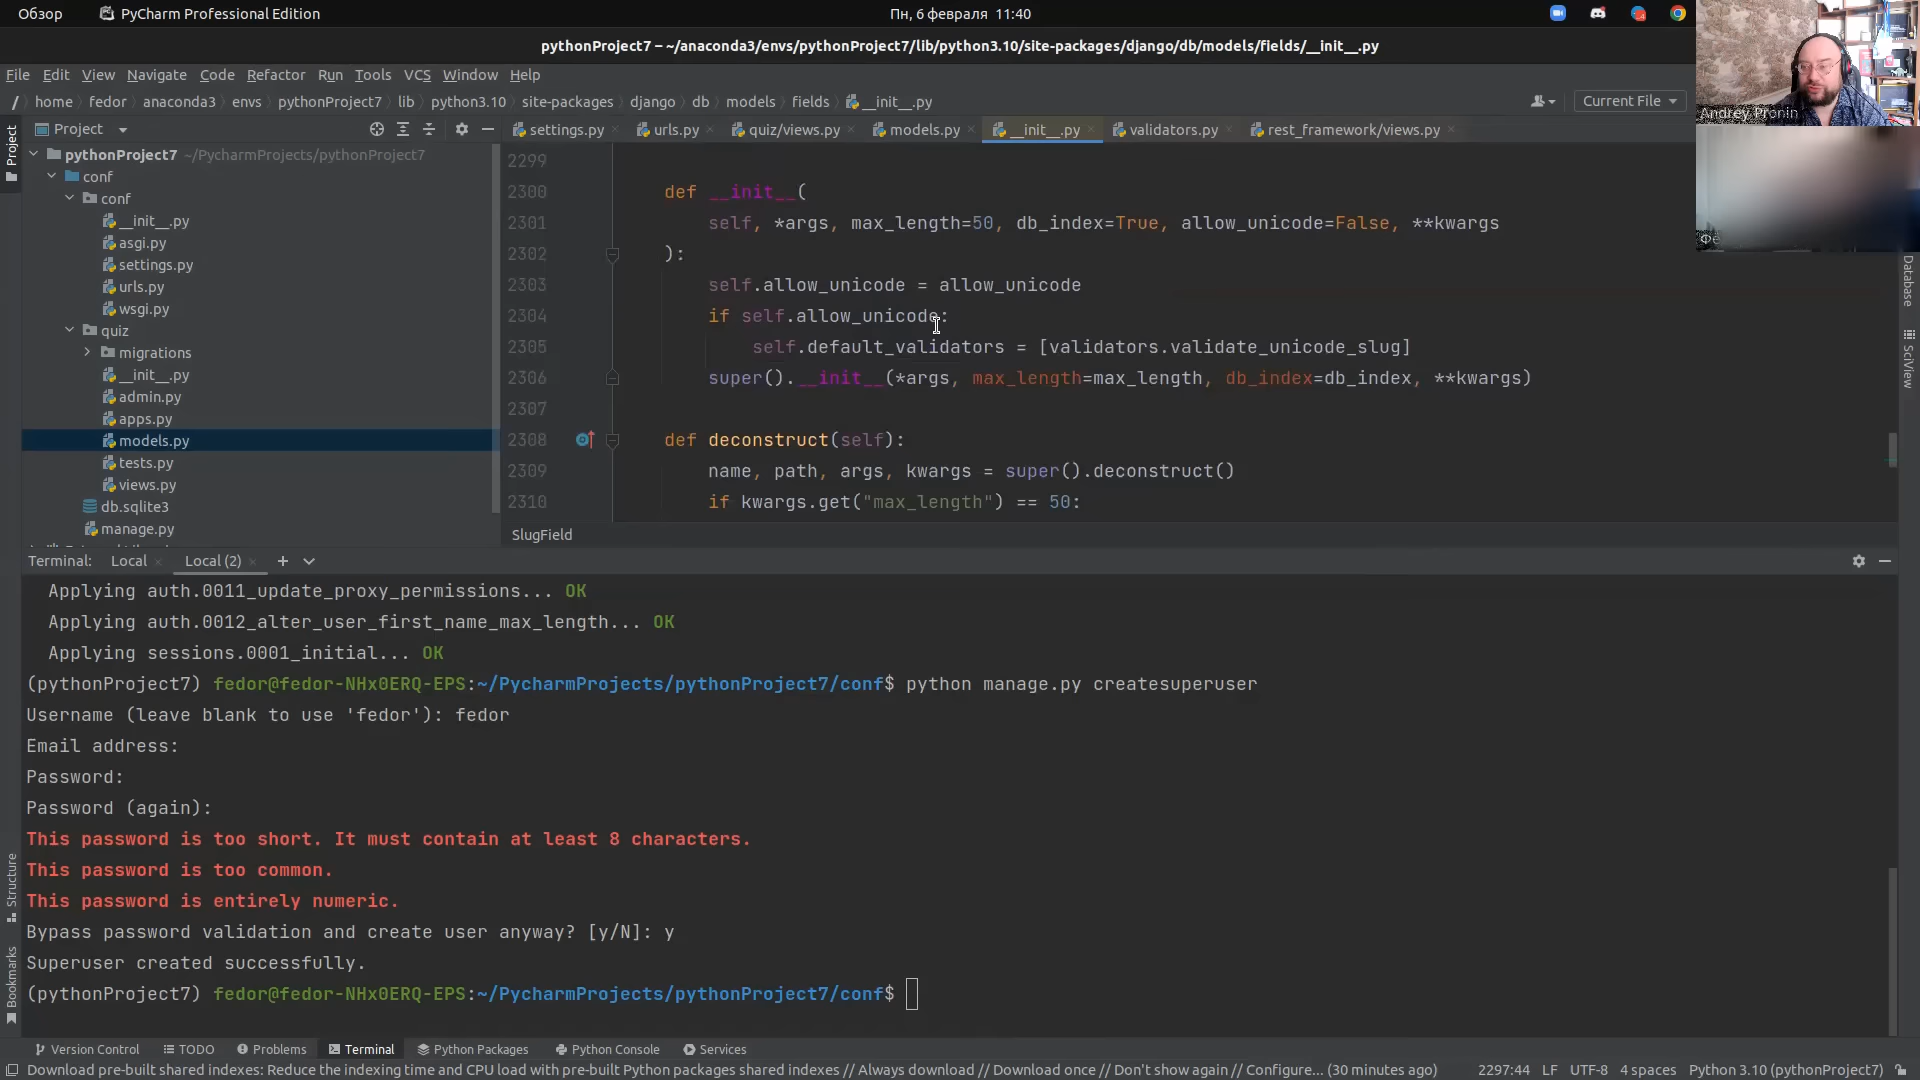 Обзор PyCharm Professional Edition Пн, 6 февраля 11:40
pythonProject7 – ~/anaconda3/envs/pythonProject7/lib/python3.10/site-packages/django/db/models/fields/__init__.py
File Edit View Navigate Code Refactor Run Tools VCS Window Help
/ home fedor anaconda3 envs pythonProject7 lib python3.10 site-packages django db models fields __init__.py Current File
Andrey Pronin
Project
Project
settings.py urls.py quiz/views.py models.py __init__.py validators.py rest_framework/views.py
pythonProject7 ~/PycharmProjects/pythonProject7
conf
conf
__init__.py
asgi.py
settings.py
urls.py
wsgi.py
quiz
migrations
__init__.py
admin.py
apps.py
models.py
tests.py
views.py
db.sqlite3
manage.py
2299
2300 def __init__(
2301 self, *args, max_length=50, db_index=True, allow_unicode=False, **kwargs
2302 ):
2303 self.allow_unicode = allow_unicode
2304 if self.allow_unicode:
2305 self.default_validators = [validators.validate_unicode_slug]
2306 super().__init__(*args, max_length=max_length, db_index=db_index, **kwargs)
2307
2308 def deconstruct(self):
2309 name, path, args, kwargs = super().deconstruct()
2310 if kwargs.get("max_length") == 50:
SlugField
Database
SciView
Terminal: Local Local (2)
Applying auth.0011_update_proxy_permissions... OK
Applying auth.0012_alter_user_first_name_max_length... OK
Applying sessions.0001_initial... OK
(pythonProject7) fedor@fedor-NHx0ERQ-EPS:~/PycharmProjects/pythonProject7/conf$ python manage.py createsuperuser
Username (leave blank to use 'fedor'): fedor
Email address:
Password:
Password (again):
This password is too short. It must contain at least 8 characters.
This password is too common.
This password is entirely numeric.
Bypass password validation and create user anyway? [y/N]: y
Superuser created successfully.
(pythonProject7) fedor@fedor-NHx0ERQ-EPS:~/PycharmProjects/pythonProject7/conf$
Structure
Bookmarks
Version Control TODO Problems Terminal Python Packages Python Console Services
Download pre-built shared indexes: Reduce the indexing time and CPU load with pre-built Python packages shared indexes // Always download // Download once // Don't show again // Configure... (30 minutes ago) 2297:44 LF UTF-8 4 spaces Python 3.10 (pythonProject7)